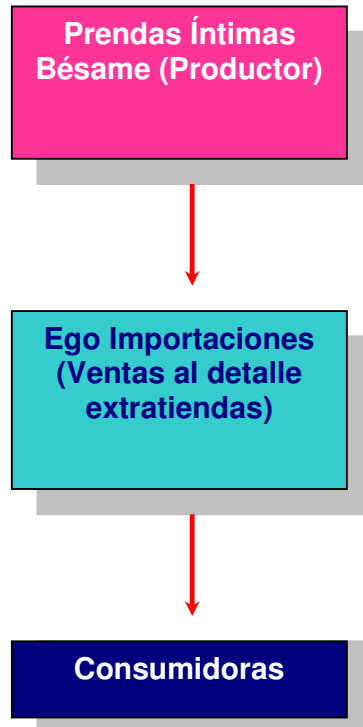 Prendas Íntimas
Bésame (Productor)
Ego Importaciones
(Ventas al detalle
extratiendas)
Consumidoras